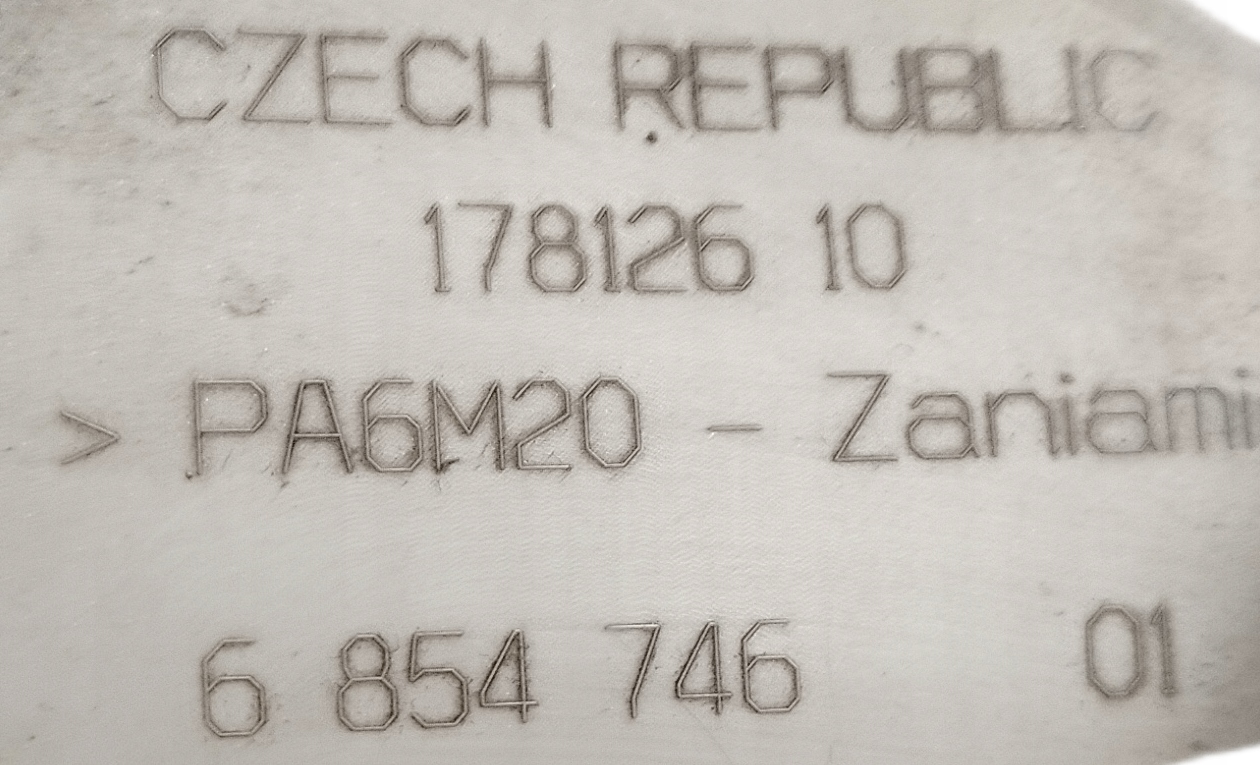 CZECH REPUBLIC
178126 10
> PA6M20 - Zaniami
6 854 746 01